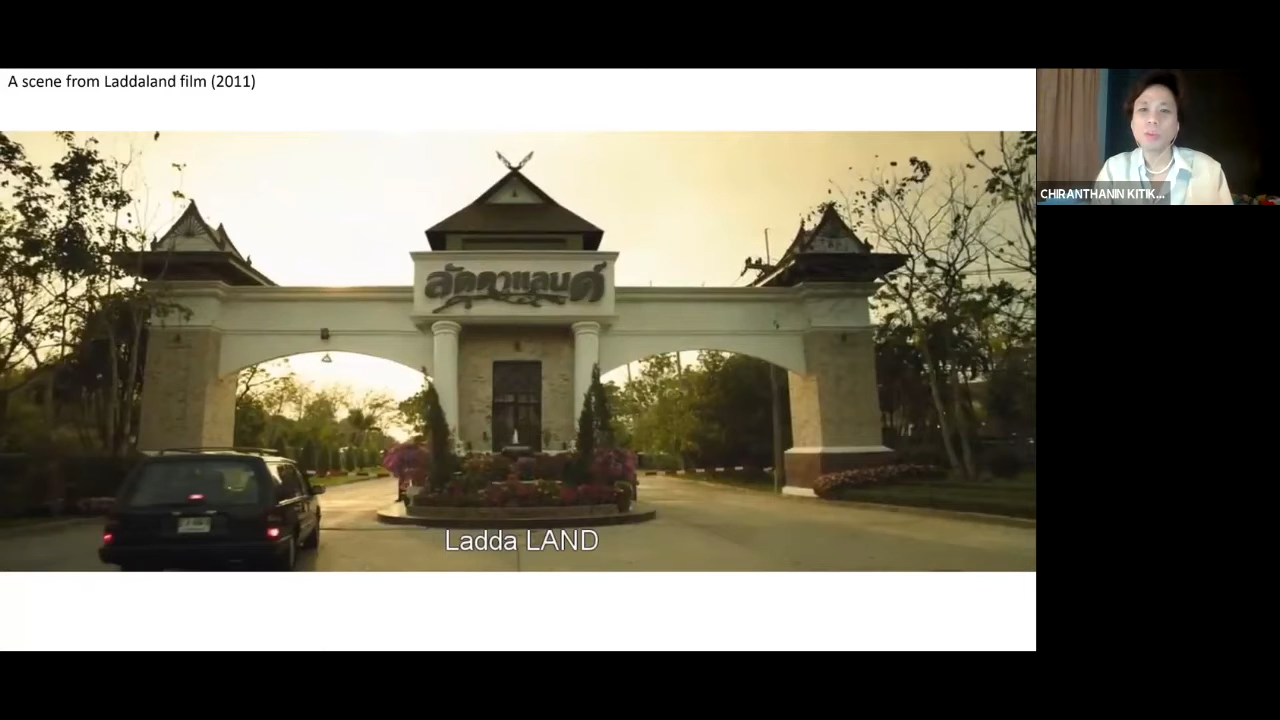 A scene from Laddaland film (2011)
CHIRANTHANIN KITIK...
ลัดดาแลนด์
Ladda LAND